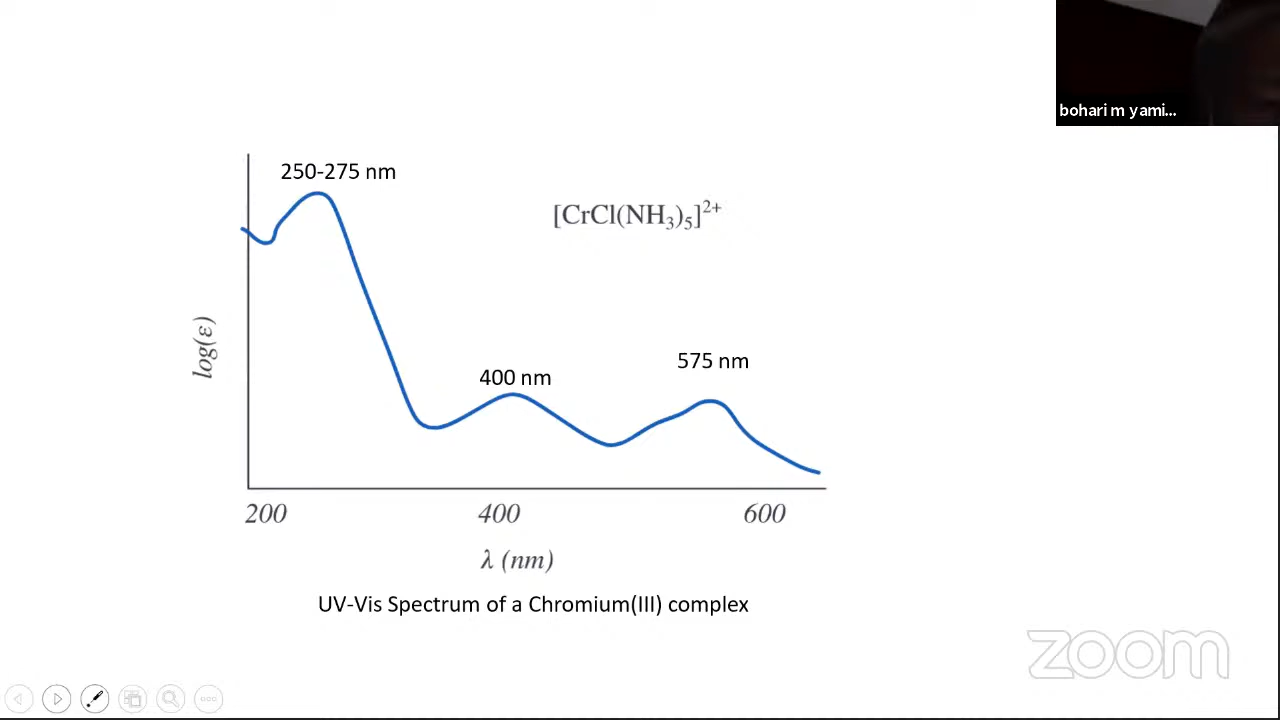 bohari m yami...
250-275 nm
[CrCl(NH₃)₅]²⁺
log(ε)
400 nm
575 nm
200 400 600
λ (nm)
UV-Vis Spectrum of a Chromium(III) complex
zoom